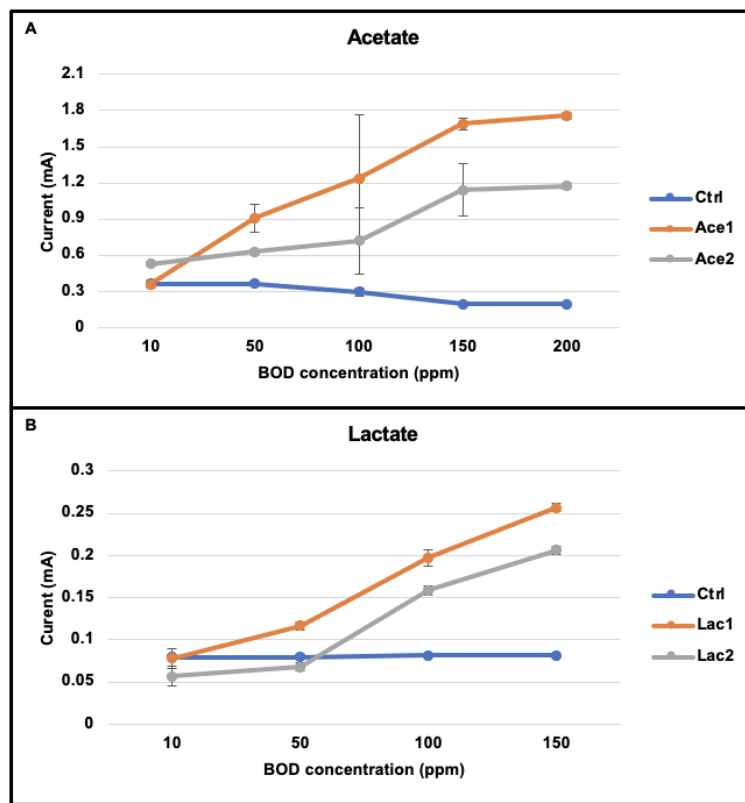 A
Acetate
2.1
1.8
1.5
1.2
0.9
0.6
0.3
0
Current (mA)
10 50 100 150 200
BOD concentration (ppm)
Ctrl
Ace1
Ace2
B
Lactate
0.3
0.25
0.2
0.15
0.1
0.05
0
Curent (mA)
10 50 100 150
BOD concentration (ppm)
Ctrl
Lac1
Lac2